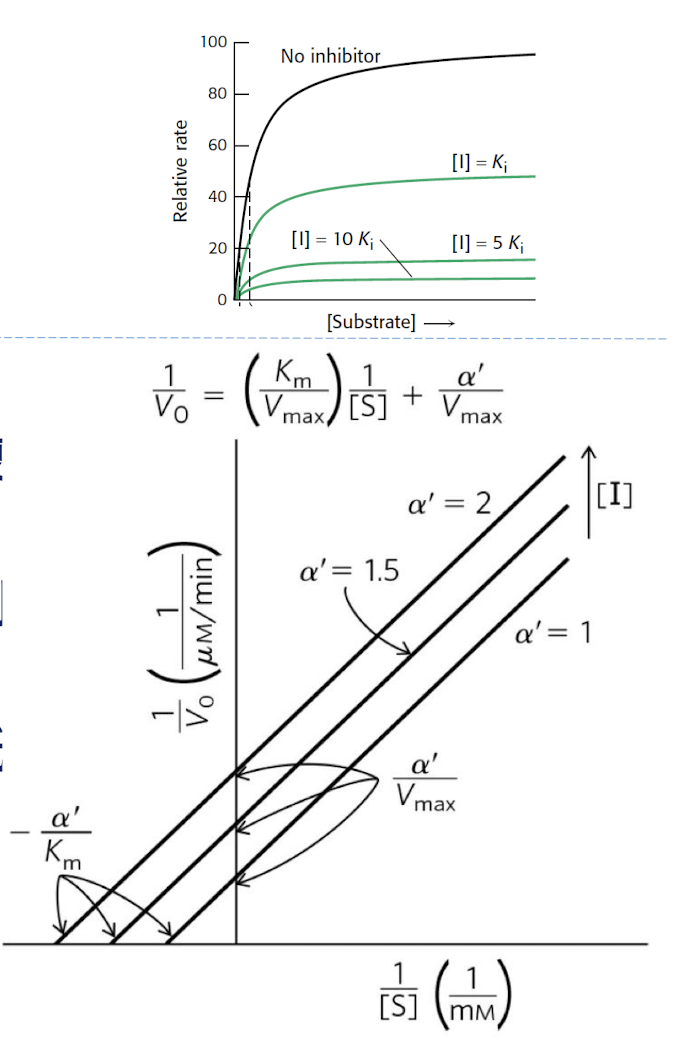 100
No inhibitor
80
60
[I] = Ki
40
[I] = 10 Ki
[I] = 5 Ki
20
0
Relative rate
[Substrate] →
1/V0 = (Km/Vmax) 1/[S] + α′/Vmax
[I]
α′ = 2
α′ = 1.5
α′ = 1
1/V0 (1/μM/min)
α′/Vmax
− α′/Km
1/[S] (1/mM)